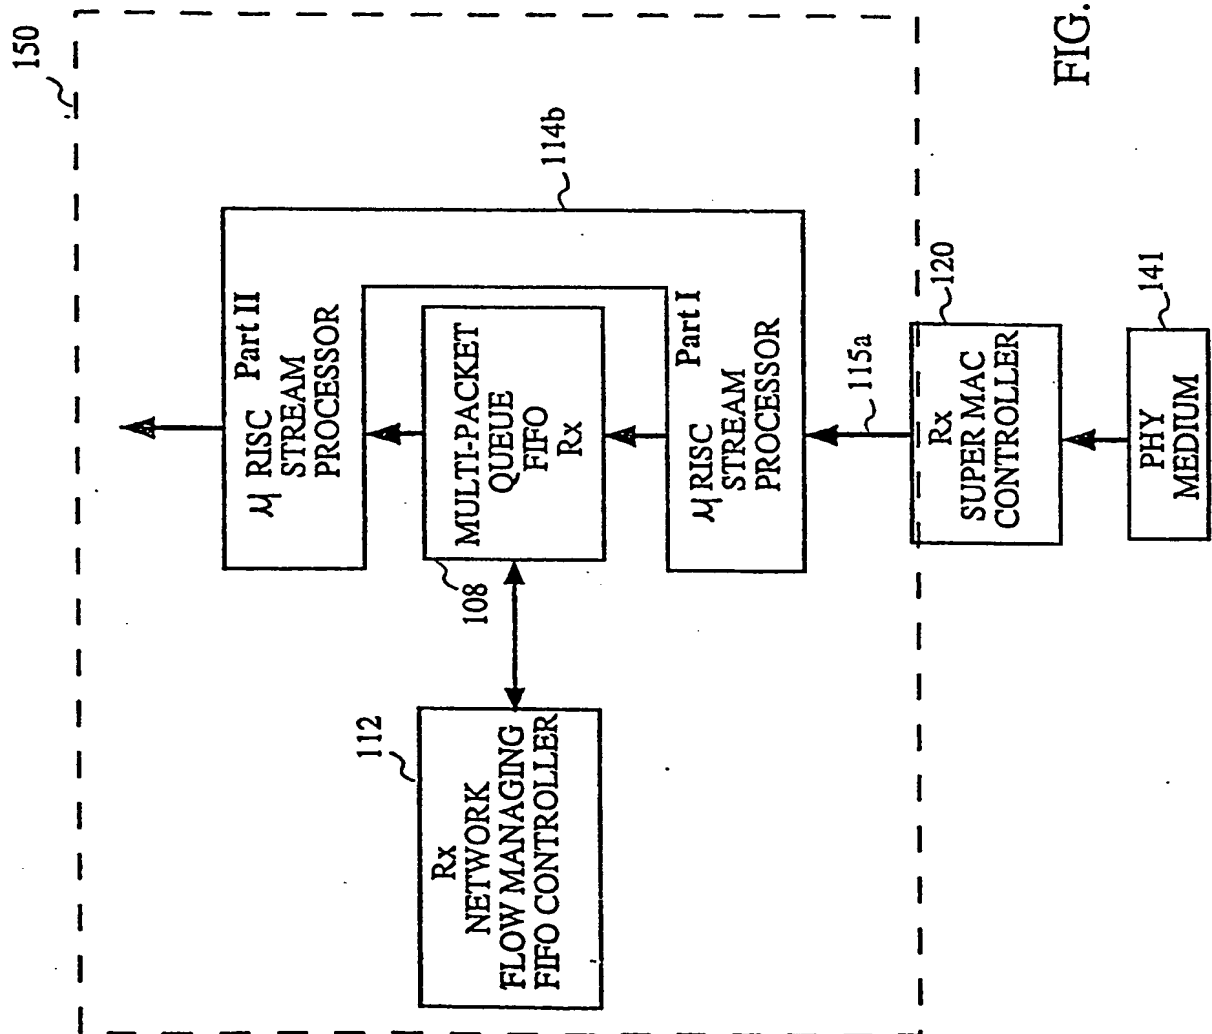 150
μ RISC Part II
STREAM
PROCESSOR
114b
MULTI-PACKET
QUEUE
FIFO
Rx
108
112
Rx
NETWORK
FLOW MANAGING
FIFO CONTROLLER
μ RISC Part I
STREAM
PROCESSOR
115a
120
Rx
SUPER MAC
CONTROLLER
141
PHY
MEDIUM
FIG.